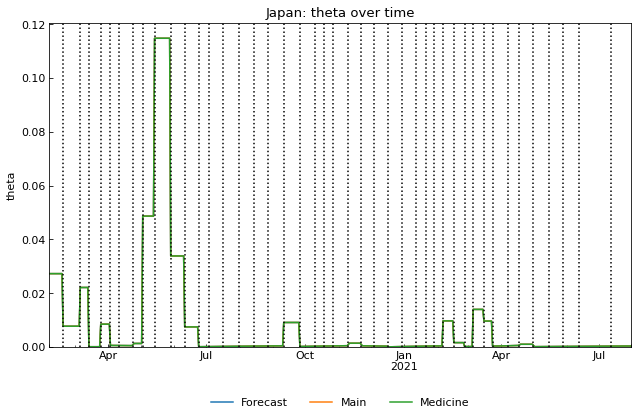 Japan: theta over time
0.12
0.10
0.08
0.06
0.04
0.02
0.00
theta
Apr Jul Oct Jan Apr Jul
2021
Forecast Main Medicine